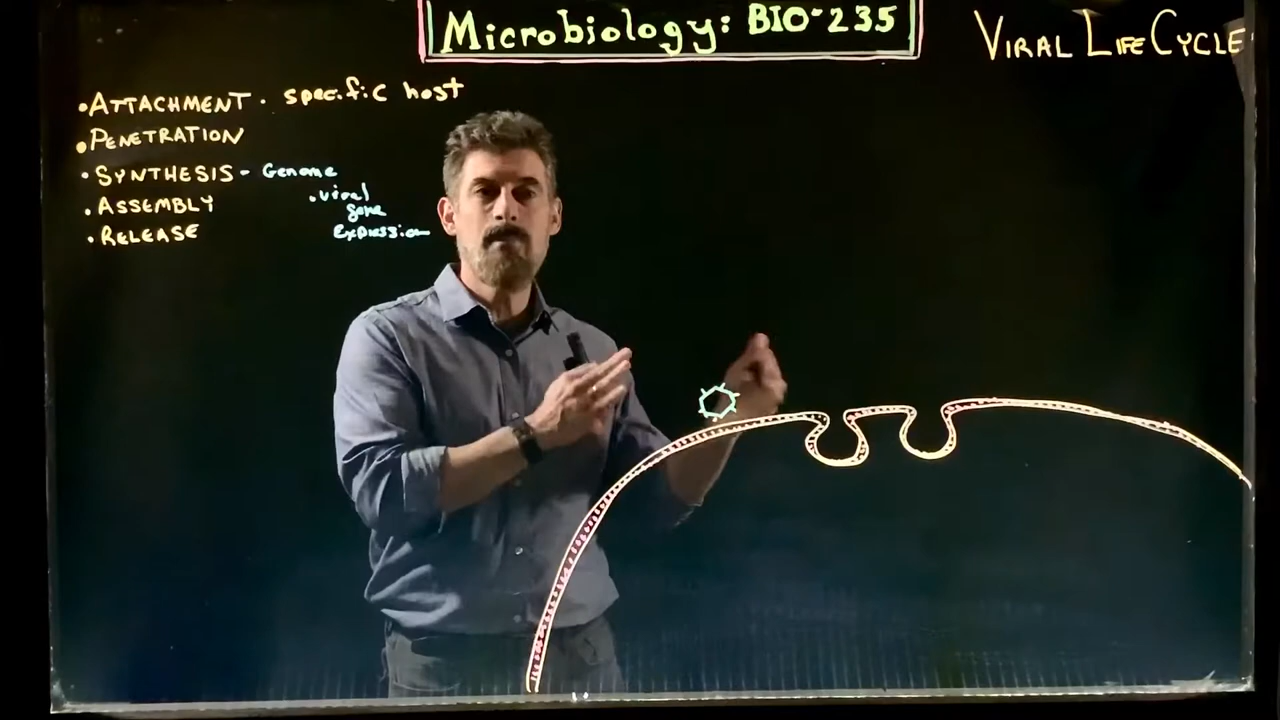 Microbiology: BIO-235
VIRAL LIFE CYCLE
• ATTACHMENT • specific host
• PENETRATION
• SYNTHESIS - Genome
• viral
gene
Expression
• ASSEMBLY
• RELEASE